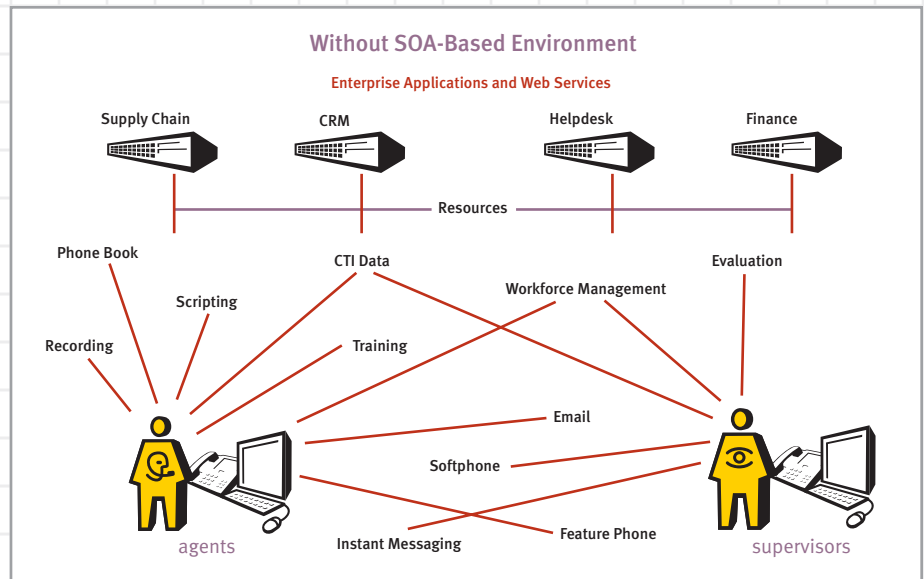 Without SOA-Based Environment
Enterprise Applications and Web Services
Supply Chain
CRM
Helpdesk
Finance
Resources
Phone Book
CTI Data
Evaluation
Workforce Management
Scripting
Recording
Training
Email
Softphone
Feature Phone
Instant Messaging
agents
supervisors